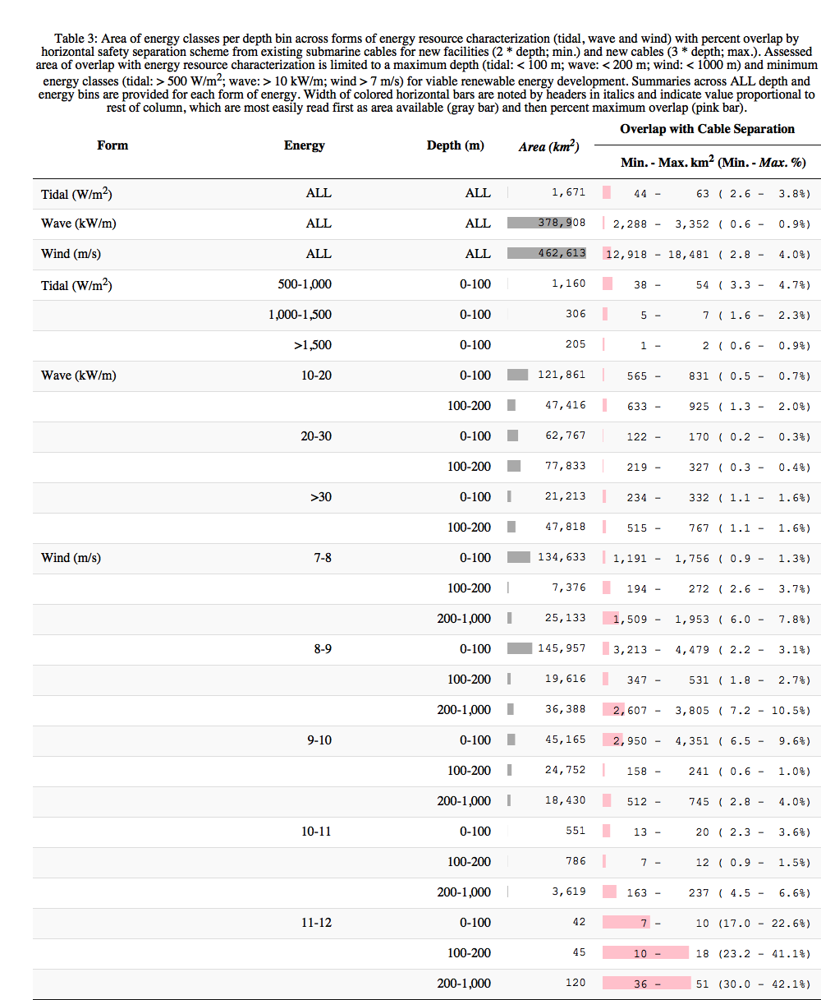 Table 3: Area of energy classes per depth bin across forms of energy resource characterization (tidal, wave and wind) with percent overlap by
horizontal safety separation scheme from existing submarine cables for new facilities (2 * depth; min.) and new cables (3 * depth; max.). Assessed
area of overlap with energy resource characterization is limited to a maximum depth (tidal: < 100 m; wave: < 200 m; wind: < 1000 m) and minimum
energy classes (tidal: > 500 W/m²; wave: > 10 kW/m; wind > 7 m/s) for viable renewable energy development. Summaries across ALL depth and
energy bins are provided for each form of energy. Width of colored horizontal bars are noted by headers in italics and indicate value proportional to
rest of column, which are most easily read first as area available (gray bar) and then percent maximum overlap (pink bar).
Overlap with Cable Separation
Form Energy Depth (m) Area (km²)
Min. - Max. km² (Min. - Max. %)
Tidal (W/m²) ALL ALL 1,671 44 - 63 ( 2.6 - 3.8%)
Wave (kW/m) ALL ALL 378,908 2,288 - 3,352 ( 0.6 - 0.9%)
Wind (m/s) ALL ALL 462,613 12,918 - 18,481 ( 2.8 - 4.0%)
Tidal (W/m²) 500-1,000 0-100 1,160 38 - 54 ( 3.3 - 4.7%)
1,000-1,500 0-100 306 5 - 7 ( 1.6 - 2.3%)
>1,500 0-100 205 1 - 2 ( 0.6 - 0.9%)
Wave (kW/m) 10-20 0-100 121,861 565 - 831 ( 0.5 - 0.7%)
100-200 47,416 633 - 925 ( 1.3 - 2.0%)
20-30 0-100 62,767 122 - 170 ( 0.2 - 0.3%)
100-200 77,833 219 - 327 ( 0.3 - 0.4%)
>30 0-100 21,213 234 - 332 ( 1.1 - 1.6%)
100-200 47,818 515 - 767 ( 1.1 - 1.6%)
Wind (m/s) 7-8 0-100 134,633 1,191 - 1,756 ( 0.9 - 1.3%)
100-200 7,376 194 - 272 ( 2.6 - 3.7%)
200-1,000 25,133 1,509 - 1,953 ( 6.0 - 7.8%)
8-9 0-100 145,957 3,213 - 4,479 ( 2.2 - 3.1%)
100-200 19,616 347 - 531 ( 1.8 - 2.7%)
200-1,000 36,388 2,607 - 3,805 ( 7.2 - 10.5%)
9-10 0-100 45,165 2,950 - 4,351 ( 6.5 - 9.6%)
100-200 24,752 158 - 241 ( 0.6 - 1.0%)
200-1,000 18,430 512 - 745 ( 2.8 - 4.0%)
10-11 0-100 551 13 - 20 ( 2.3 - 3.6%)
100-200 786 7 - 12 ( 0.9 - 1.5%)
200-1,000 3,619 163 - 237 ( 4.5 - 6.6%)
11-12 0-100 42 7 - 10 (17.0 - 22.6%)
100-200 45 10 - 18 (23.2 - 41.1%)
200-1,000 120 36 - 51 (30.0 - 42.1%)